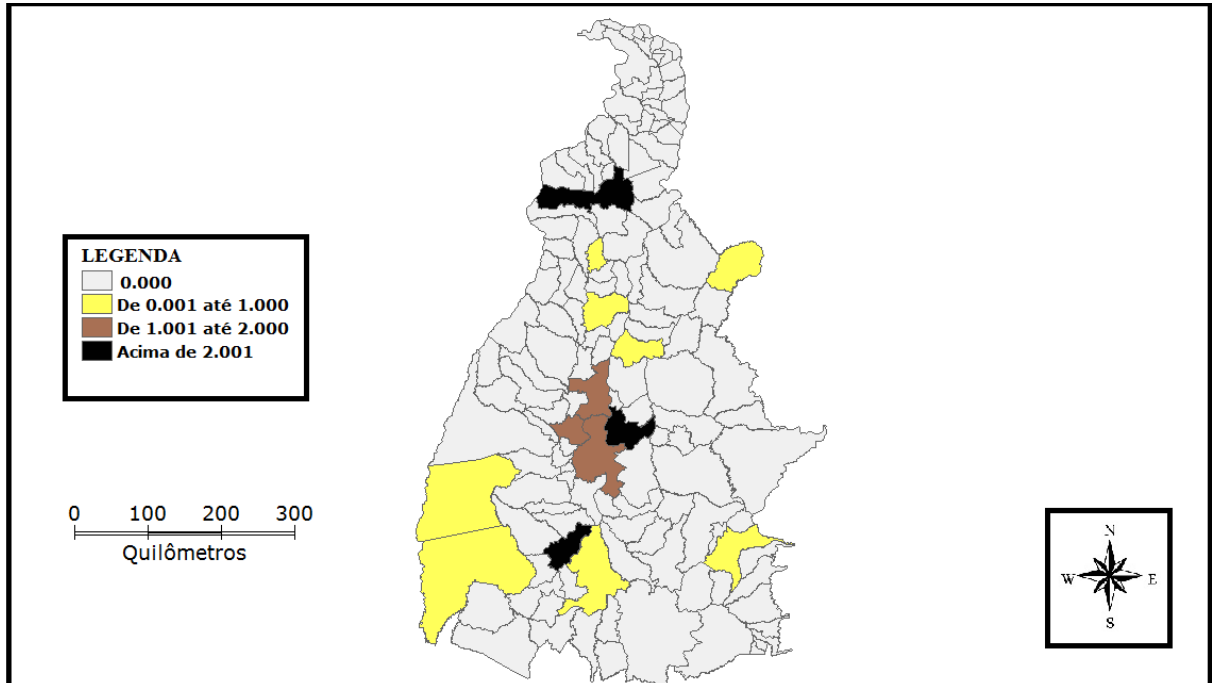 LEGENDA
0.000
De 0.001 até 1.000
De 1.001 até 2.000
Acima de 2.001
0 100 200 300
Quilômetros
N
W E
S